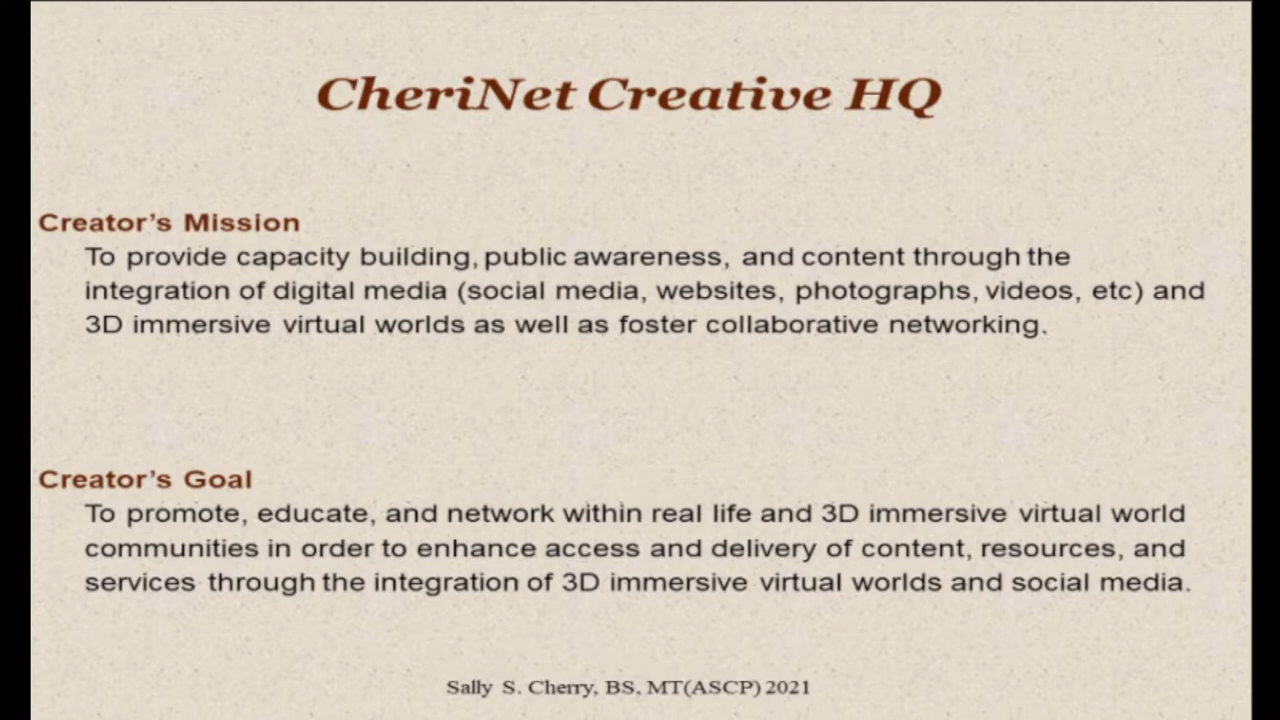 CheriNet Creative HQ
Creator's Mission
To provide capacity building, public awareness, and content through the
integration of digital media (social media, websites, photographs, videos, etc) and
3D immersive virtual worlds as well as foster collaborative networking.
Creator's Goal
To promote, educate, and network within real life and 3D immersive virtual world
communities in order to enhance access and delivery of content, resources, and
services through the integration of 3D immersive virtual worlds and social media.
Sally S. Cherry, BS, MT(ASCP) 2021